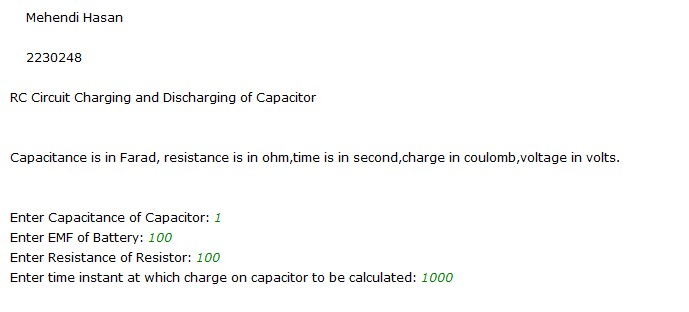 Mehendi Hasan
2230248
RC Circuit Charging and Discharging of Capacitor
Capacitance is in Farad, resistance is in ohm,time is in second,charge in coulomb,voltage in volts.
Enter Capacitance of Capacitor: 1
Enter EMF of Battery: 100
Enter Resistance of Resistor: 100
Enter time instant at which charge on capacitor to be calculated: 1000